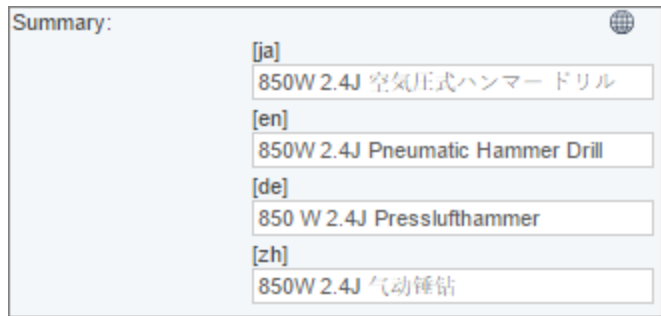 Summary:
[ja]
850W 2.4J 空気圧式ハンマー ドリル
[en]
850W 2.4J Pneumatic Hammer Drill
[de]
850 W 2.4J Presslufthammer
[zh]
850W 2.4J 气动锤钻